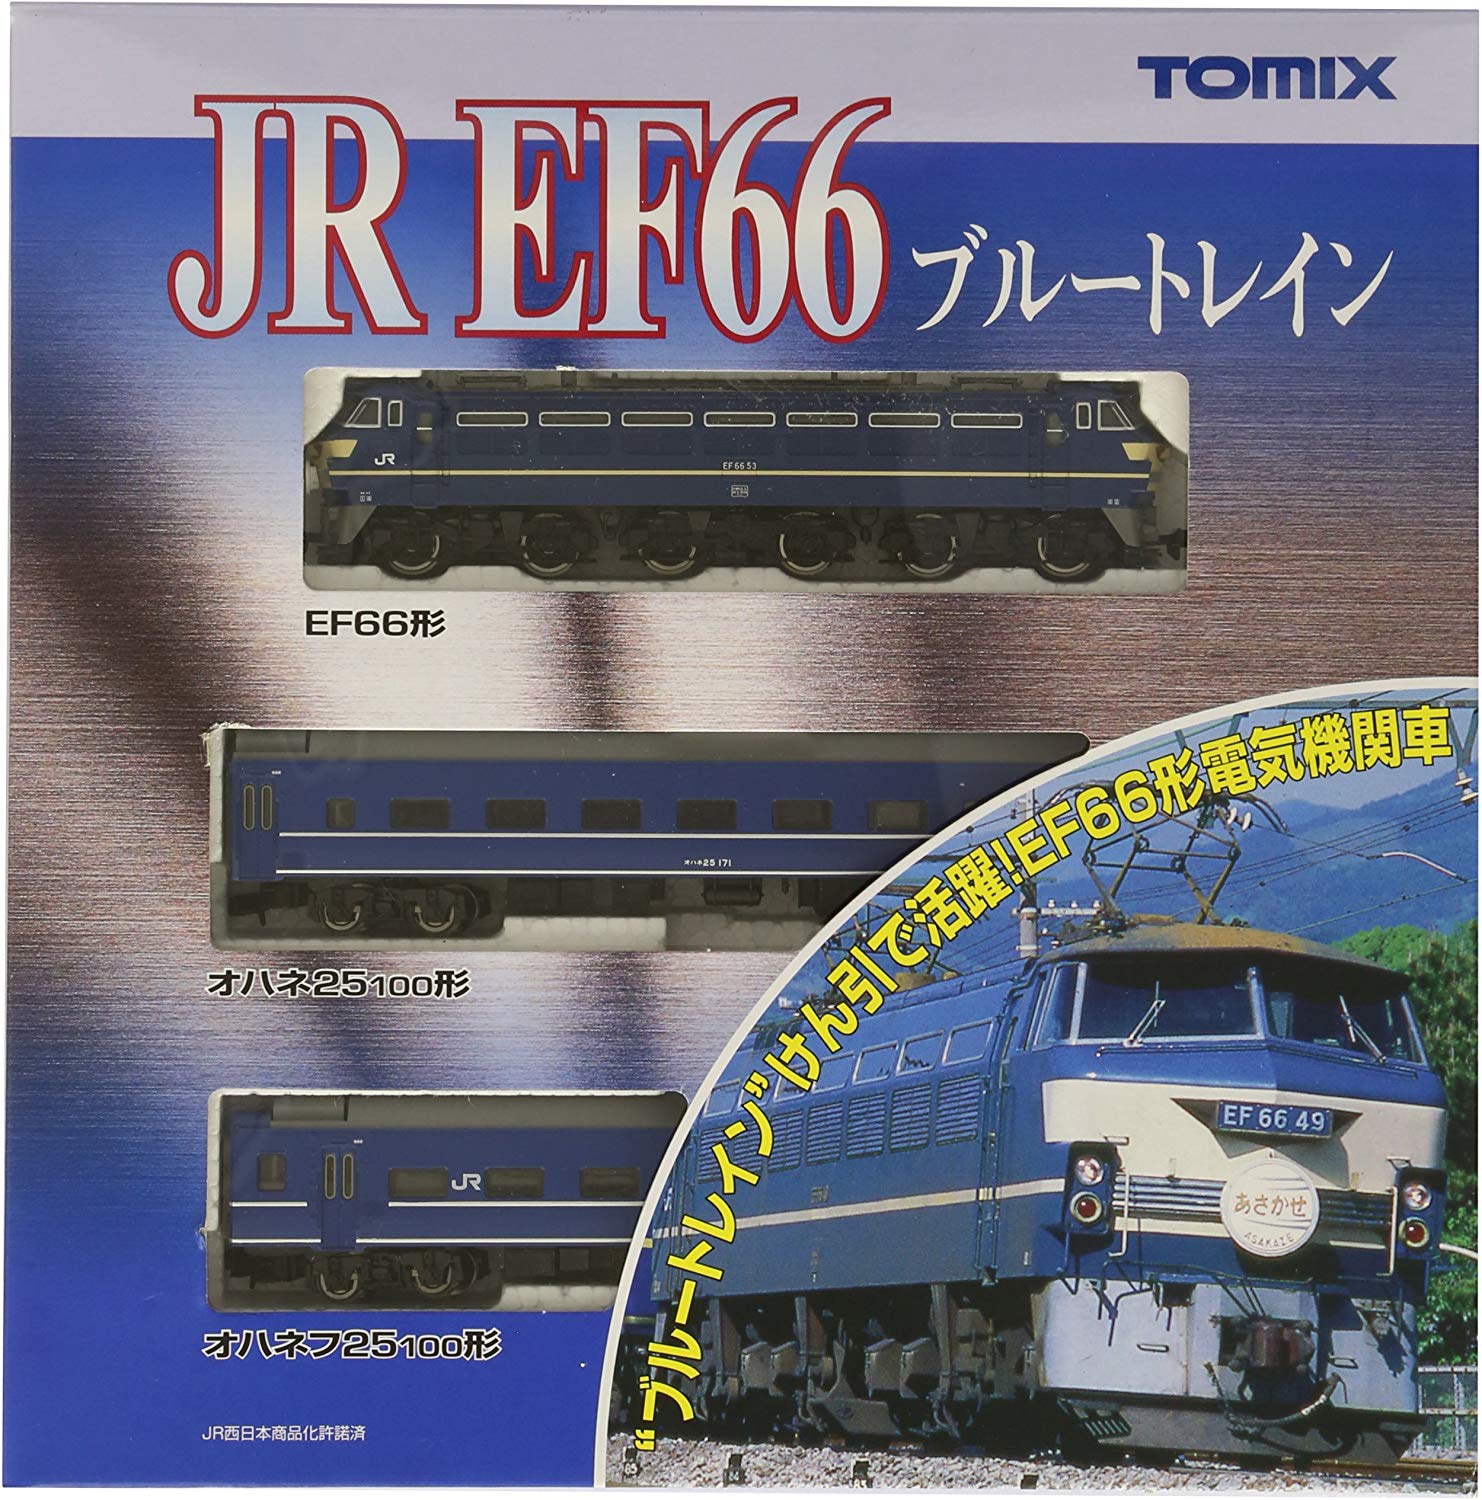 TOMIX
JR EF66 ブルートレイン
JR
EF66 53
EF66形
オハネ25 171
オハネ25100形
JR
オハネフ25100形
JR西日本商品化許諾済
“ブルートレイン”けん引で活躍!EF66形電気機関車
EF 66 49
あさかぜ
ASAKAZE
85
84
83